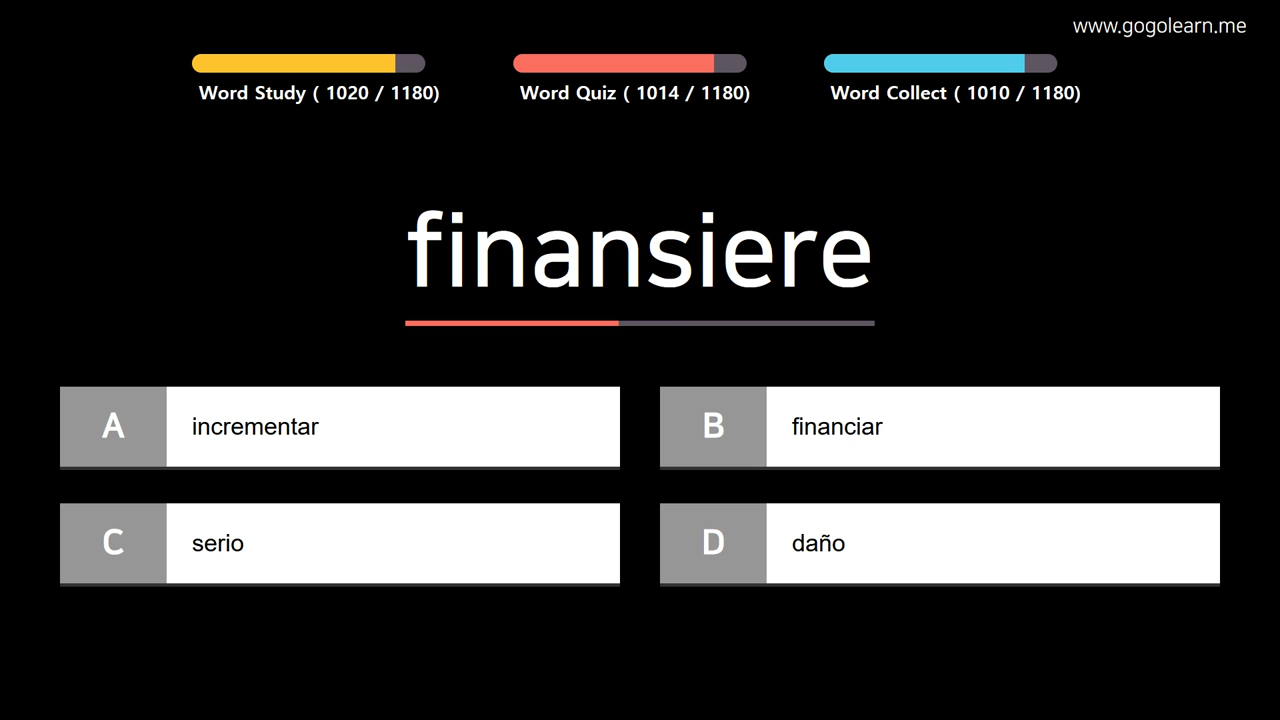 www.gogolearn.me
Word Study ( 1020 / 1180)
Word Quiz ( 1014 / 1180)
Word Collect ( 1010 / 1180)
finansiere
A incrementar
B financiar
C serio
D daño